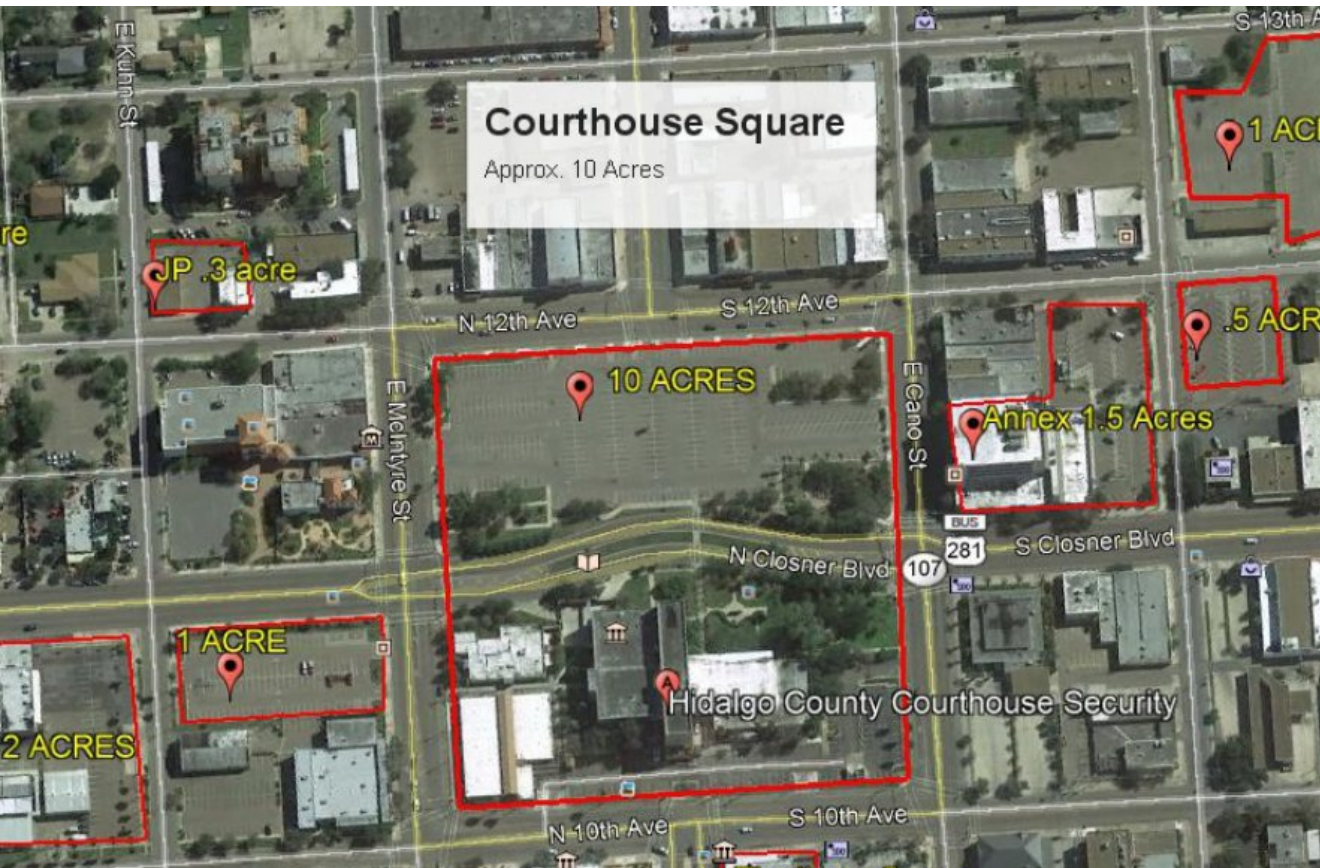 S 13th A
E Kuhn St
Courthouse Square
Approx. 10 Acres
1 ACR
re
JP .3 acre
N 12th Ave
S 12th Ave
.5 ACR
10 ACRES
E McIntyre St
E Cano St
Annex 1.5 Acres
M
BUS
281
107
S Closner Blvd
N Closner Blvd
1 ACRE
A
Hidalgo County Courthouse Security
2 ACRES
N 10th Ave
S 10th Ave